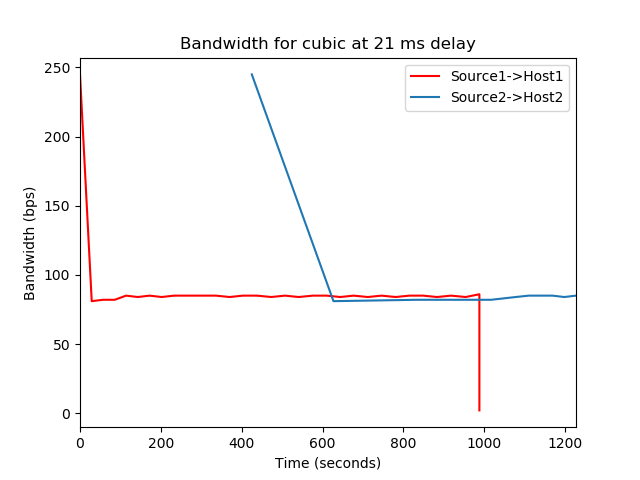 Bandwidth for cubic at 21 ms delay
Source1->Host1
Source2->Host2
Bandwidth (bps)
250
200
150
100
50
0
0 200 400 600 800 1000 1200
Time (seconds)